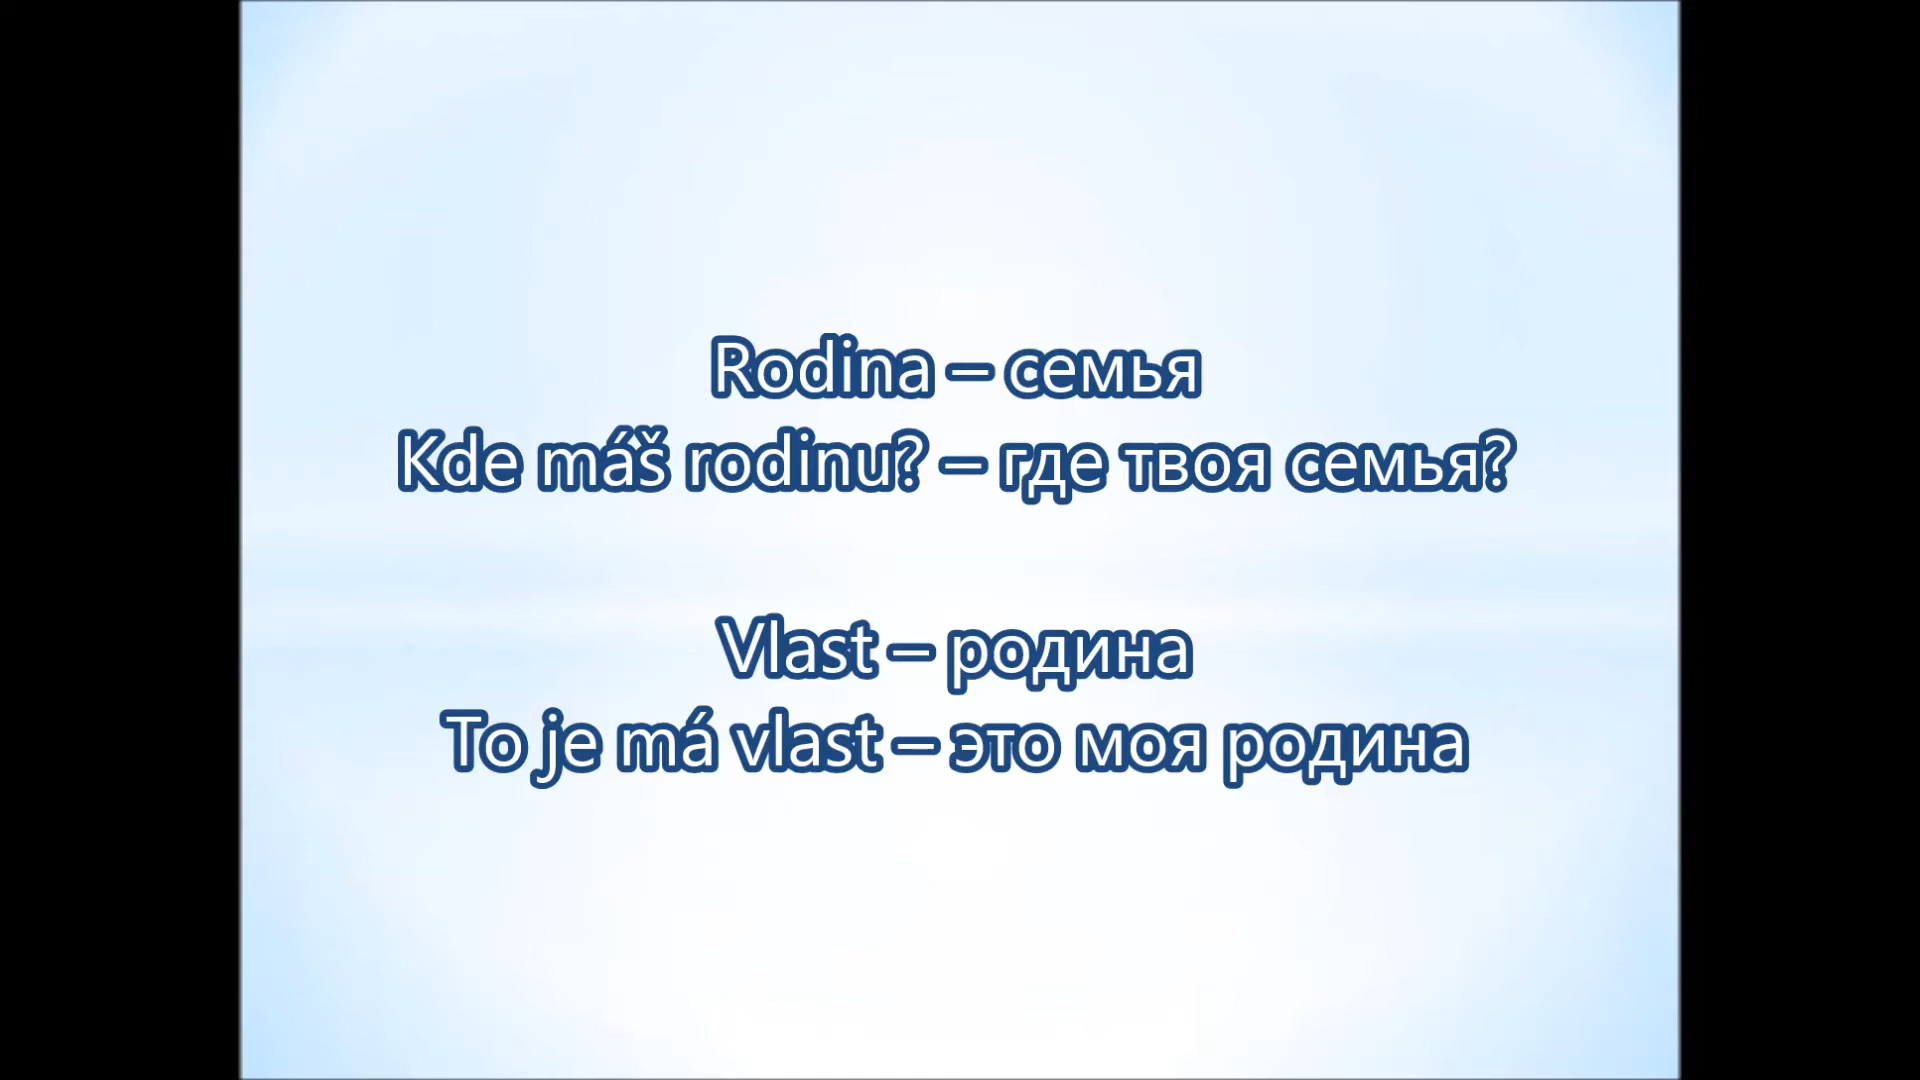 Rodina – семья
Kde máš rodinu? – где твоя семья?
Vlast – родина
To je má vlast – это моя родина